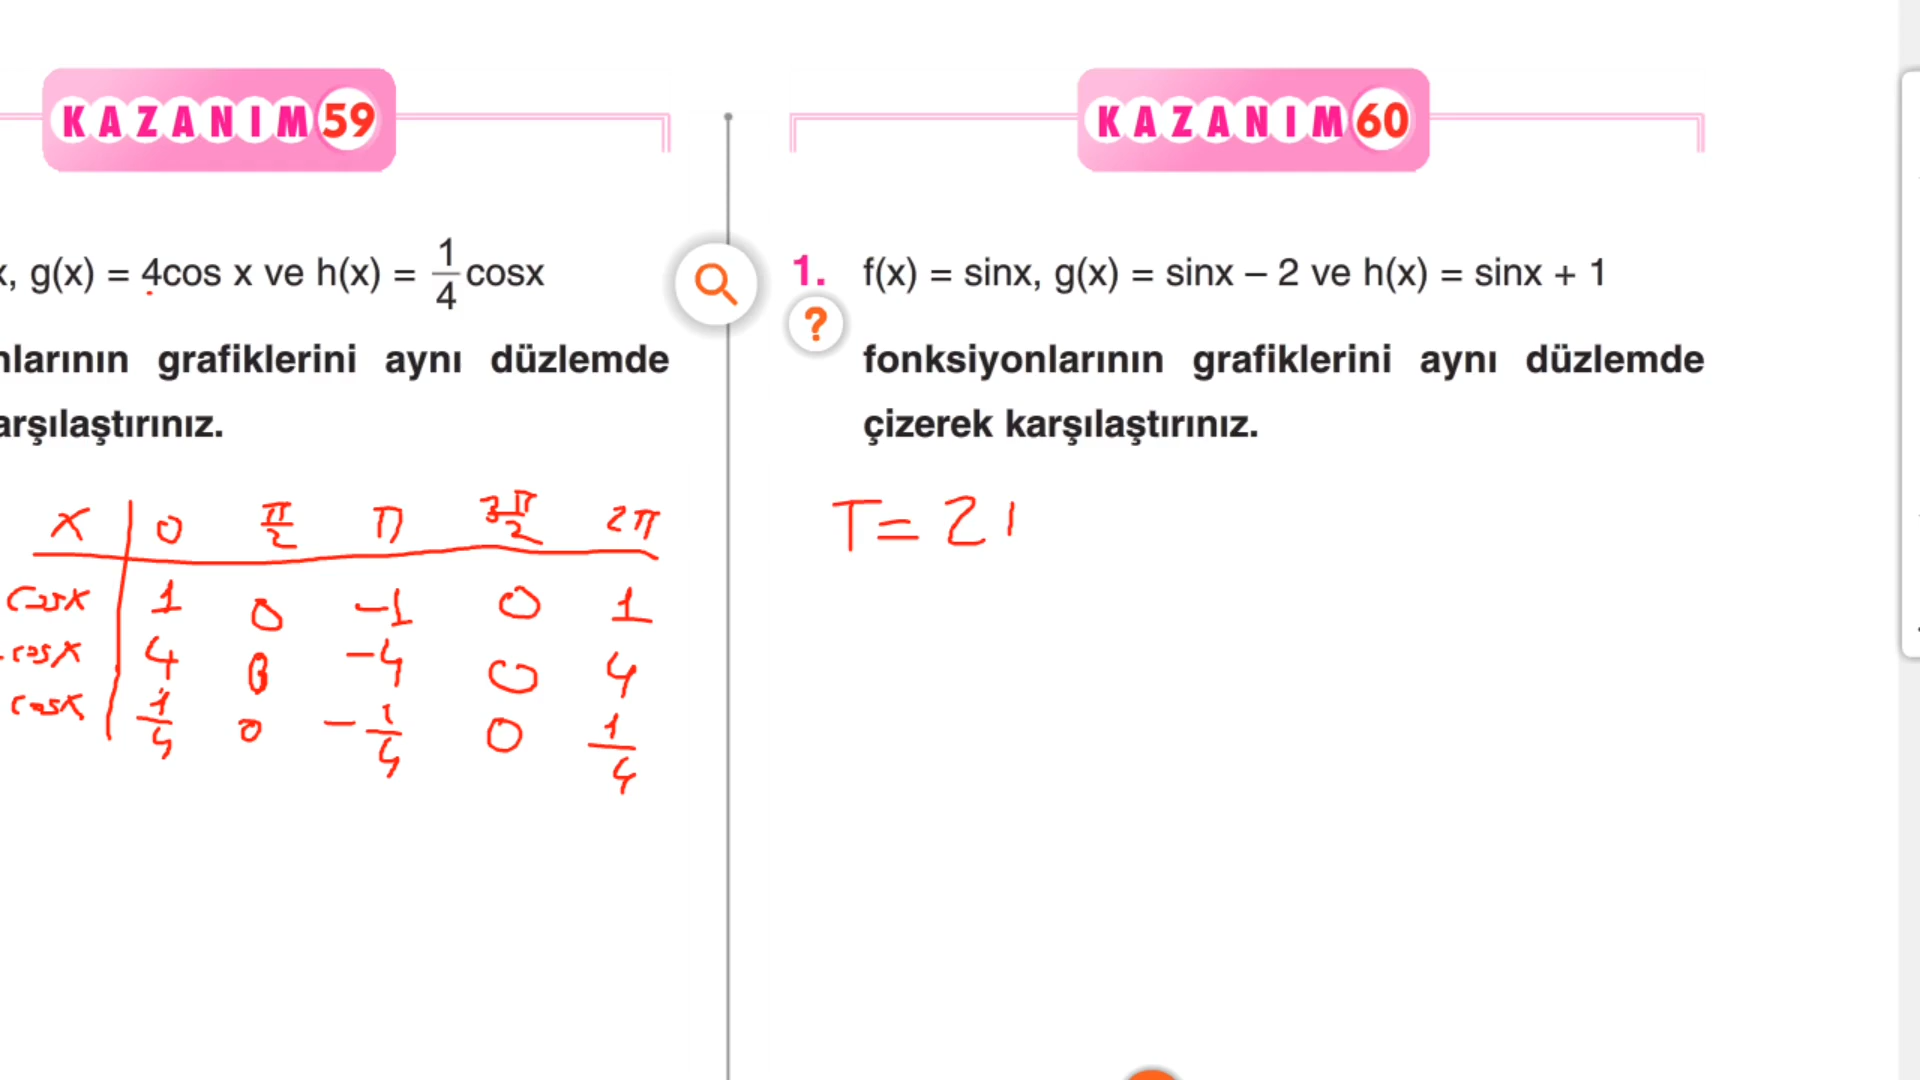 KAZANIM 59
x, g(x) = 4cos x ve h(x) = 1/4 cosx
nlarının grafiklerini aynı düzlemde
arşılaştırınız.
x 0 π/2 π 3π/2 2π
cosx 1 0 -1 0 1
cosx 4 0 -4 0 4
cosx 1/4 0 -1/4 0 1/4
KAZANIM 60
1. f(x) = sinx, g(x) = sinx – 2 ve h(x) = sinx + 1
?
fonksiyonlarının grafiklerini aynı düzlemde
çizerek karşılaştırınız.
T = 2